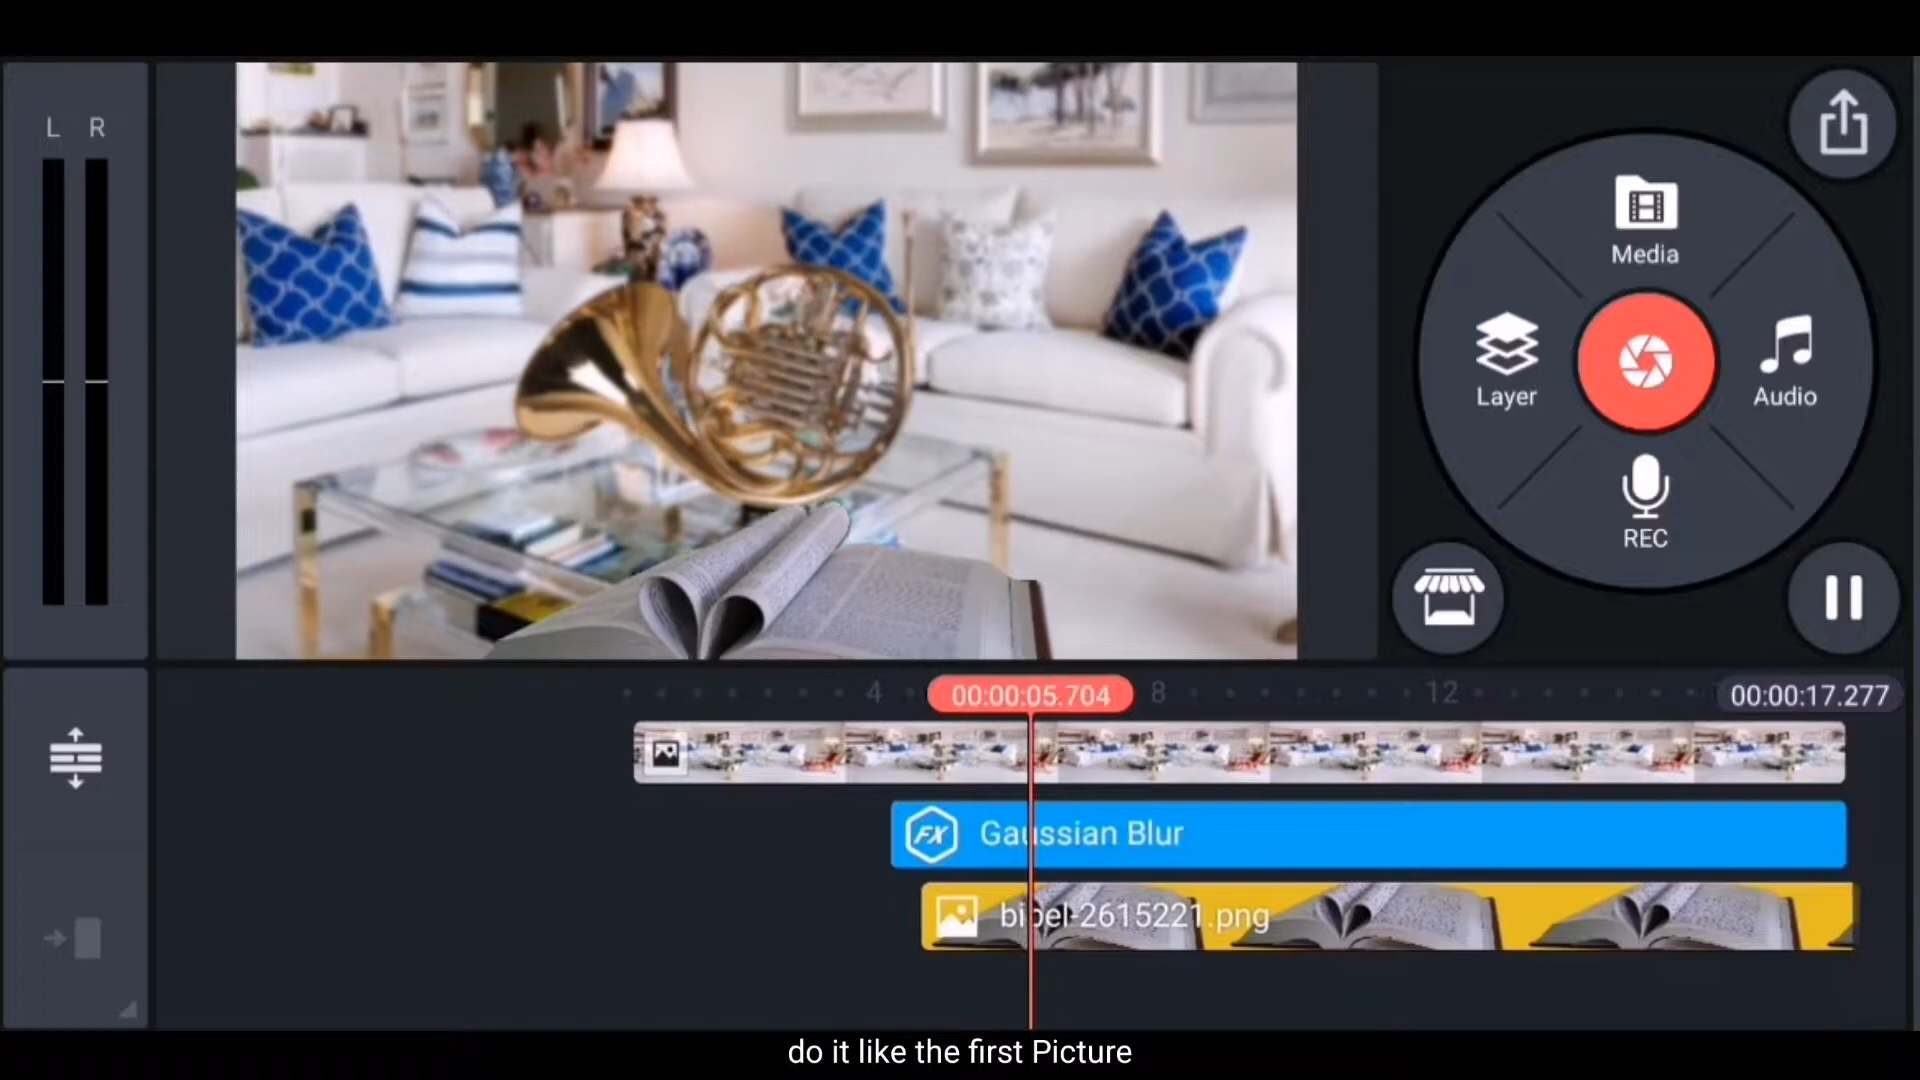 L R
Media
Layer
Audio
REC
4
00:00:05.704
8
12
00:00:17.277
FX Gaussian Blur
bibel-2615221.png
do it like the first Picture